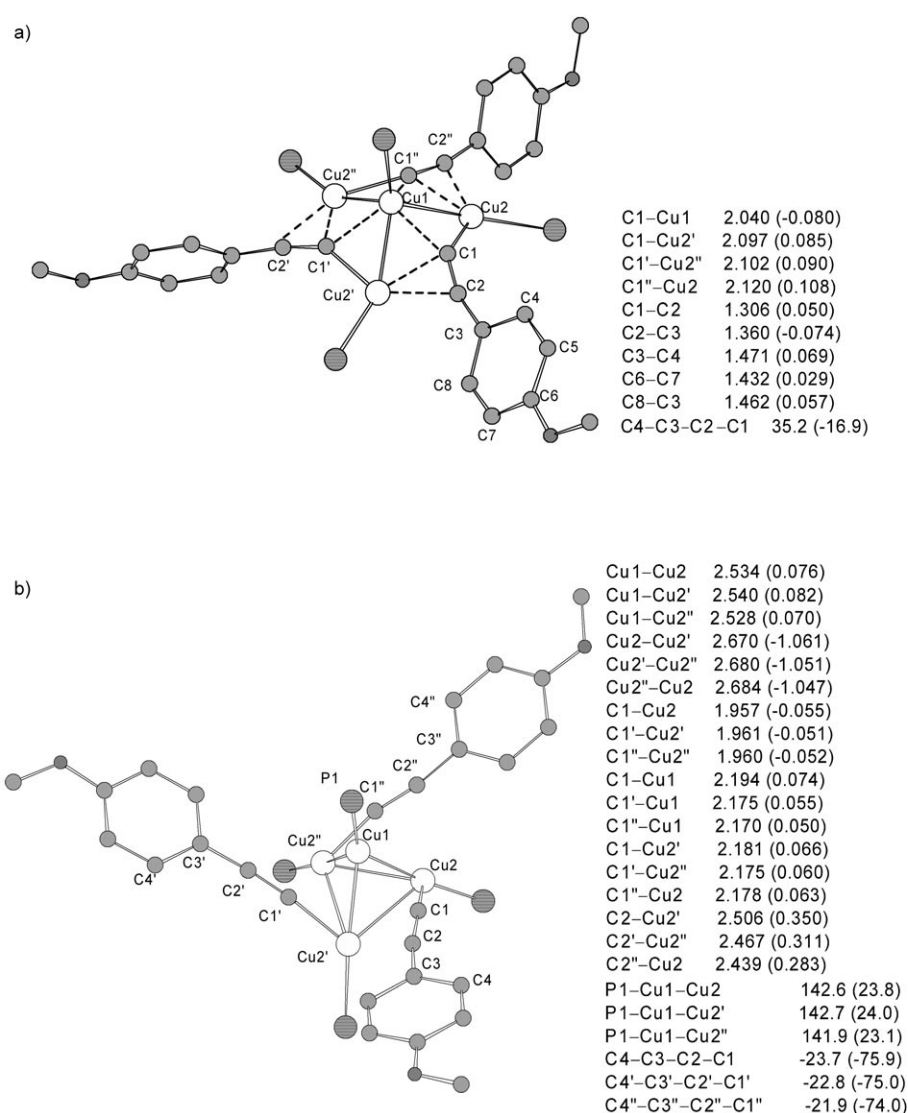 a)
C2"
C1"
Cu2"
Cu1
Cu2
C1
C2'
C1'
Cu2'
C2
C4
C3
C5
C8
C6
C7
C1–Cu1 2.040 (-0.080)
C1–Cu2' 2.097 (0.085)
C1'–Cu2" 2.102 (0.090)
C1"–Cu2 2.120 (0.108)
C1–C2 1.306 (0.050)
C2–C3 1.360 (-0.074)
C3–C4 1.471 (0.069)
C6–C7 1.432 (0.029)
C8–C3 1.462 (0.057)
C4–C3–C2–C1 35.2 (-16.9)
b)
C4"
C3"
P1
C2"
C1"
Cu2"
Cu1
C3'
Cu2
C4'
C2'
C1'
C1
Cu2'
C2
C3
C4
Cu1–Cu2 2.534 (0.076)
Cu1–Cu2' 2.540 (0.082)
Cu1–Cu2" 2.528 (0.070)
Cu2–Cu2' 2.670 (-1.061)
Cu2'–Cu2" 2.680 (-1.051)
Cu2"–Cu2 2.684 (-1.047)
C1–Cu2 1.957 (-0.055)
C1'–Cu2' 1.961 (-0.051)
C1"–Cu2" 1.960 (-0.052)
C1–Cu1 2.194 (0.074)
C1'–Cu1 2.175 (0.055)
C1"–Cu1 2.170 (0.050)
C1–Cu2' 2.181 (0.066)
C1'–Cu2" 2.175 (0.060)
C1"–Cu2 2.178 (0.063)
C2–Cu2' 2.506 (0.350)
C2'–Cu2" 2.467 (0.311)
C2"–Cu2 2.439 (0.283)
P1–Cu1–Cu2 142.6 (23.8)
P1–Cu1–Cu2' 142.7 (24.0)
P1–Cu1–Cu2" 141.9 (23.1)
C4–C3–C2–C1 -23.7 (-75.9)
C4'–C3'–C2'–C1' -22.8 (-75.0)
C4"–C3"–C2"–C1" -21.9 (-74.0)